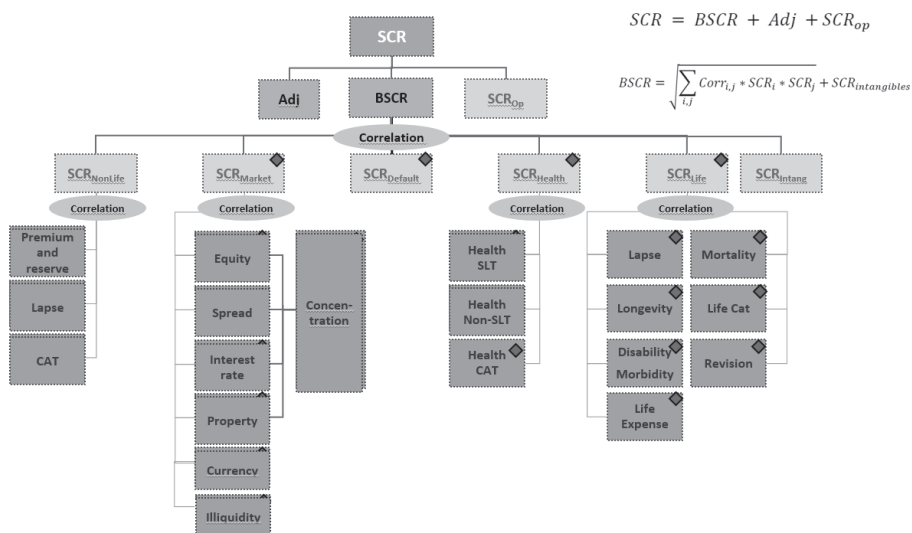 SCR
SCR = BSCR + Adj + SCR_op
BSCR = √(∑_{i,j} Corr_{i,j} * SCR_i * SCR_j) + SCR_intangibles
Adj
BSCR
SCR_Op
Correlation
SCR_NonLife
SCR_Market
SCR_Default
SCR_Health
SCR_Life
SCR_Intang
Correlation
Correlation
Correlation
Correlation
Premium
and
reserve
Lapse
CAT
Equity
Spread
Interest
rate
Property
Currency
Illiquidity
Concen-
tration
Health
SLT
Health
Non-SLT
Health
CAT
Lapse
Longevity
Disability
Morbidity
Life
Expense
Mortality
Life Cat
Revision